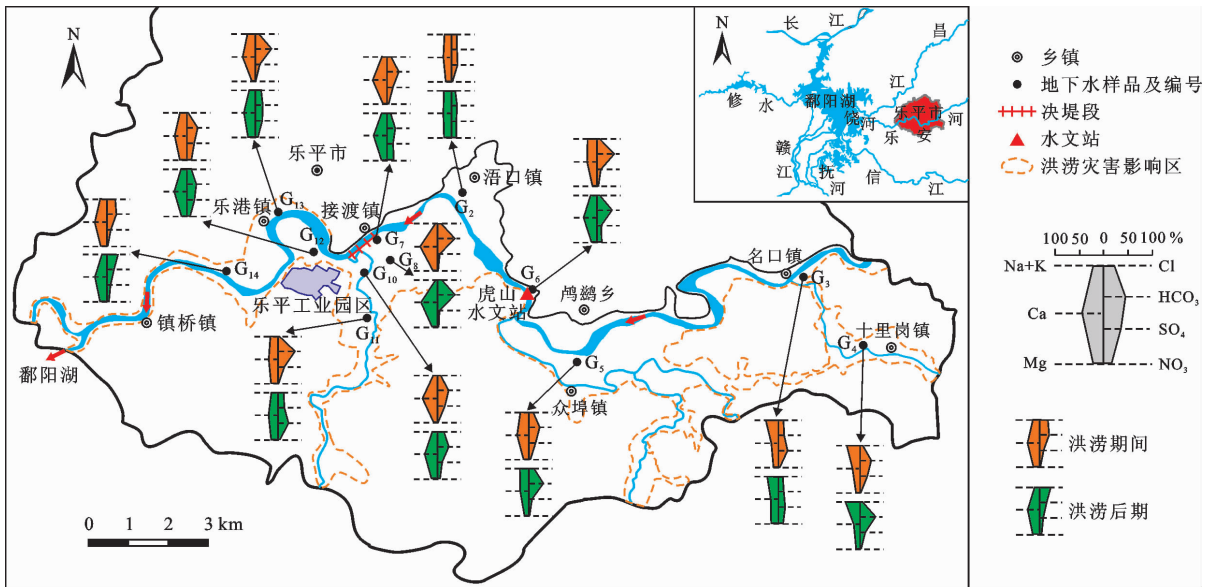 N
乐平市
浯口镇
乐港镇
接渡镇
G13
G2
G7
G12
G8
G14
G10
G6
乐平工业园区
虎山
水文站
鸬鹚乡
名口镇
G3
十里岗镇
G4
镇桥镇
G11
G5
鄱阳湖
众埠镇
0 1 2 3 km
N
长江
昌江
修水
鄱阳湖
饶河
乐平市
乐安河
赣江
抚河
信江
乡镇
地下水样品及编号
决堤段
水文站
洪涝灾害影响区
100 50 0 50 100 %
Na+K Cl
HCO3
Ca
SO4
Mg NO3
洪涝期间
洪涝后期